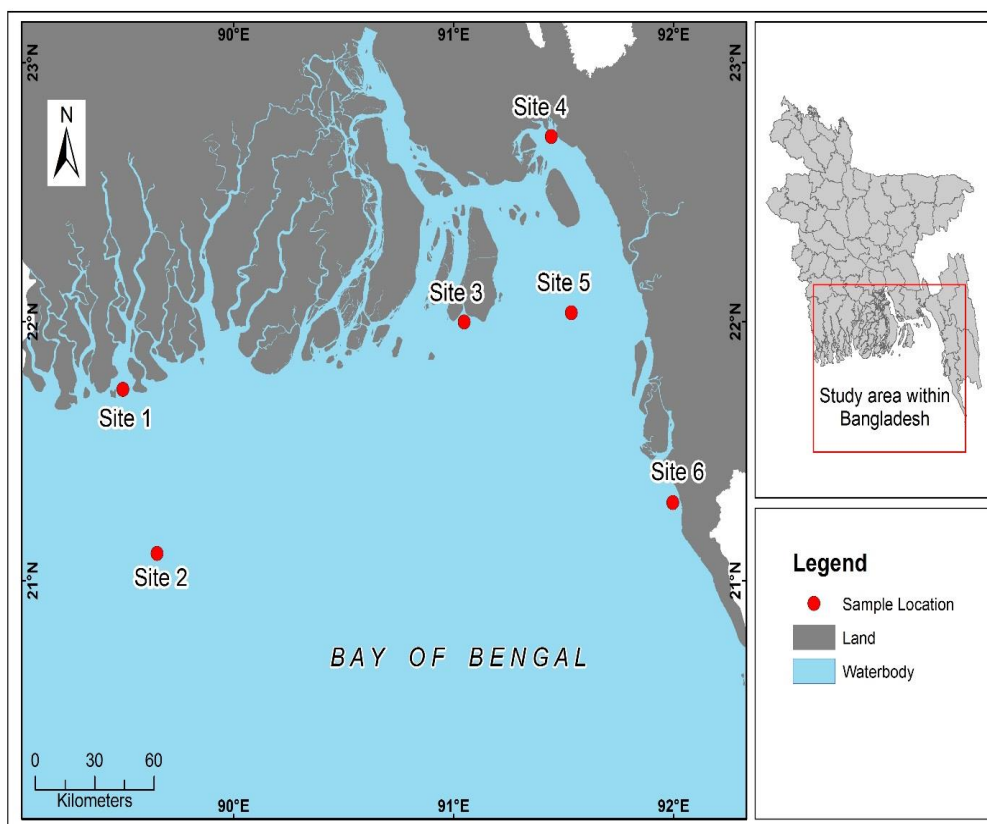 90°E
91°E
92°E
23°N
23°N
N
Site 4
Site 3
Site 5
22°N
22°N
Site 1
Site 6
Site 2
21°N
21°N
BAY OF BENGAL
0 30 60
Kilometers
90°E
91°E
92°E
Study area within
Bangladesh
Legend
Sample Location
Land
Waterbody